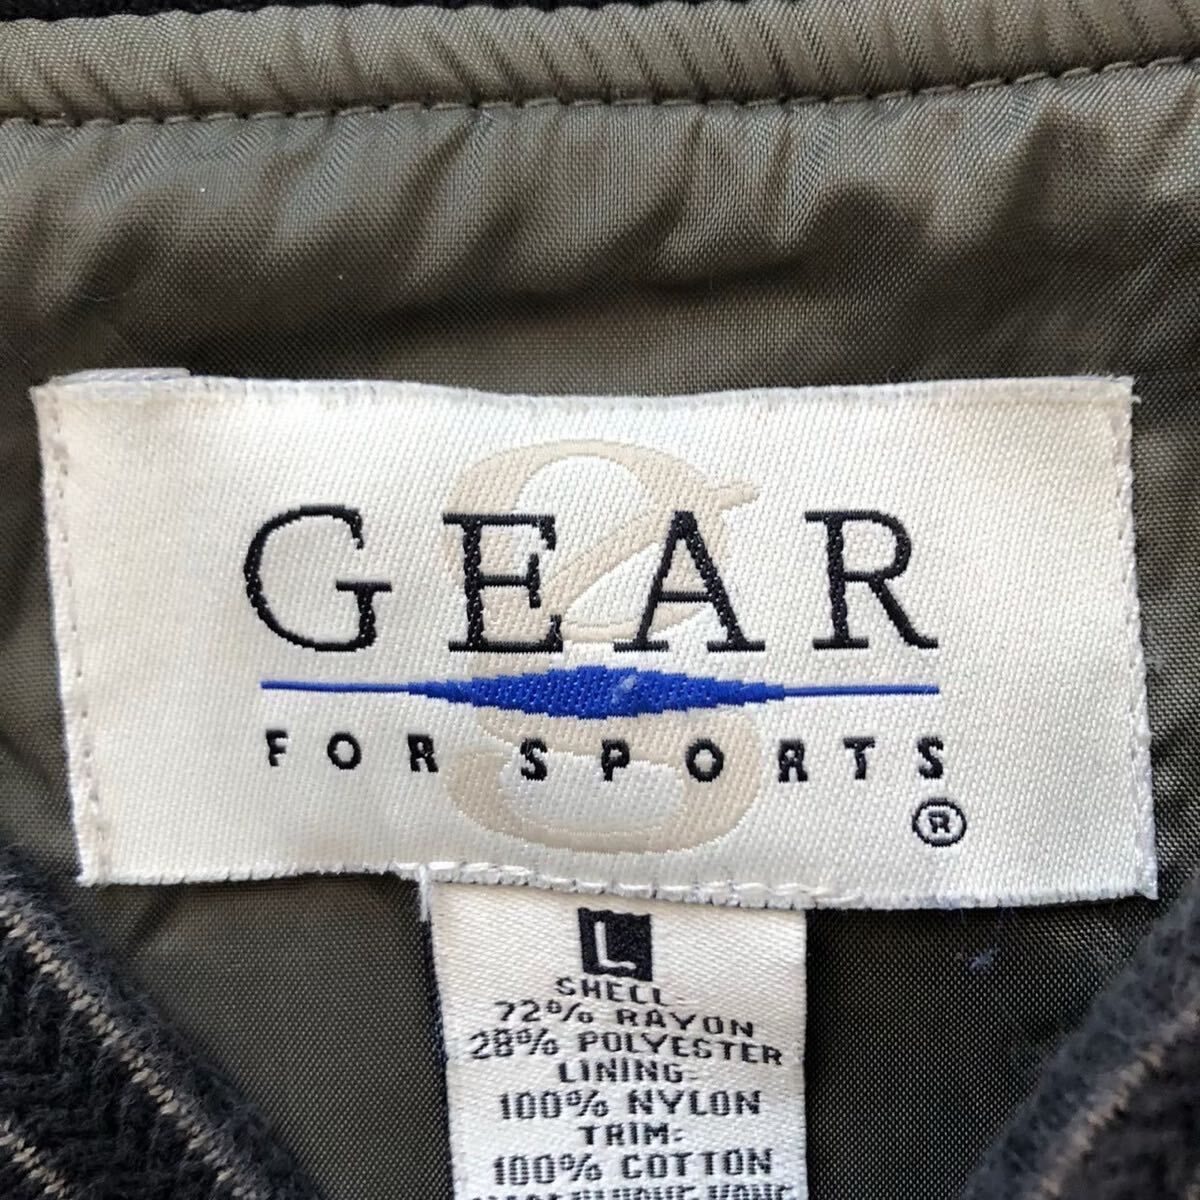 GEAR
FOR SPORTS
®
L
SHELL:
72% RAYON
28% POLYESTER
LINING:
100% NYLON
TRIM:
100% COTTON